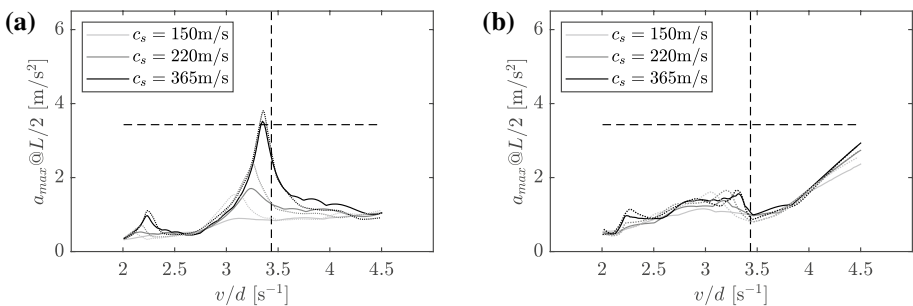 (a)
6
4
2
0
a_max@L/2 [m/s²]
c_s = 150m/s
c_s = 220m/s
c_s = 365m/s
2 2.5 3 3.5 4 4.5
v/d [s⁻¹]
(b)
6
4
2
0
a_max@L/2 [m/s²]
c_s = 150m/s
c_s = 220m/s
c_s = 365m/s
2 2.5 3 3.5 4 4.5
v/d [s⁻¹]